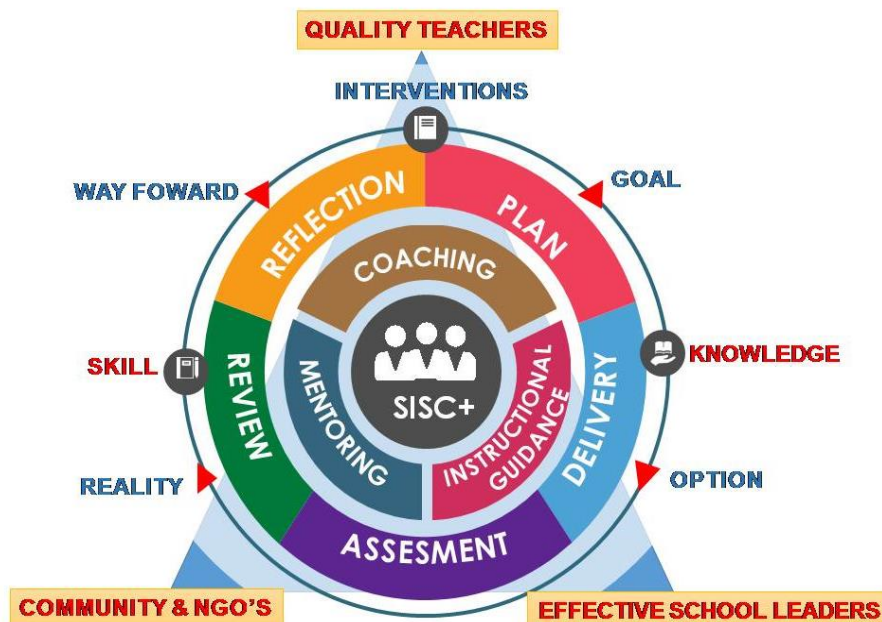 QUALITY TEACHERS
INTERVENTIONS
WAY FOWARD
GOAL
REFLECTION
PLAN
COACHING
SKILL
REVIEW
MENTORING
SISC+
INSTRUCTIONAL
GUIDANCE
DELIVERY
KNOWLEDGE
REALITY
OPTION
ASSESMENT
COMMUNITY & NGO'S
EFFECTIVE SCHOOL LEADERS